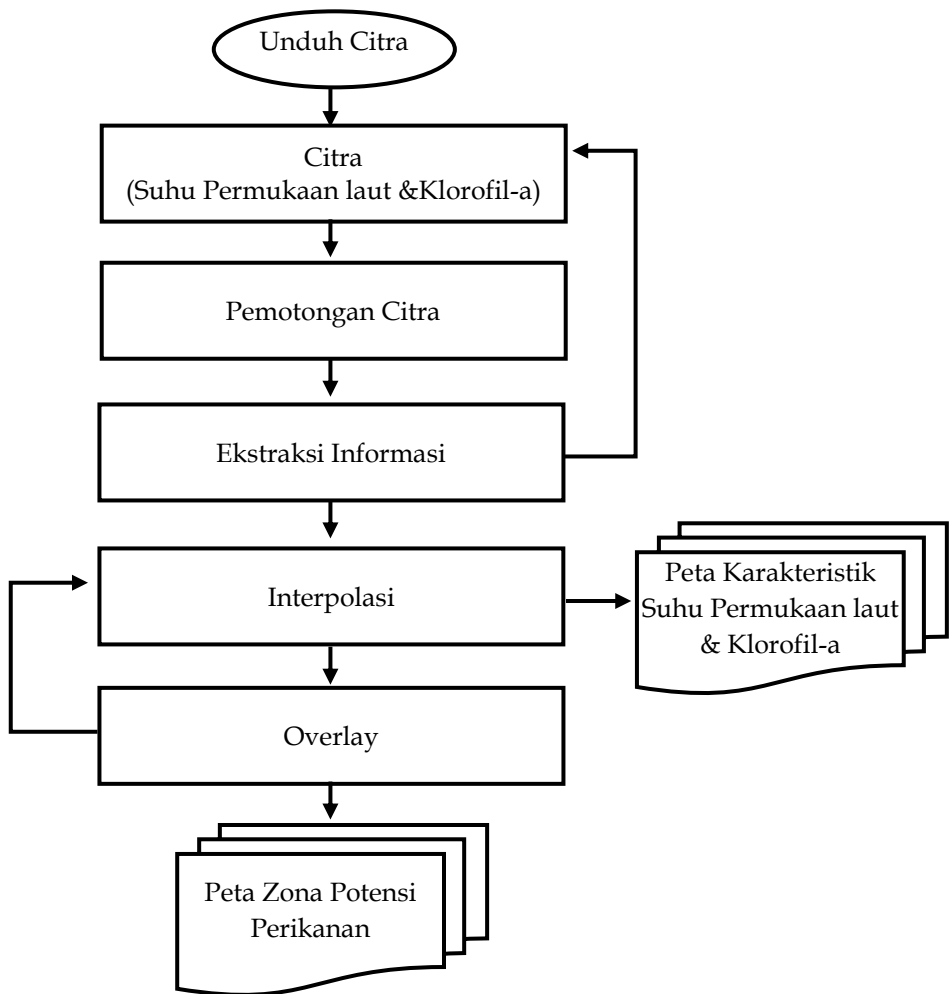 Unduh Citra
Citra
(Suhu Permukaan laut &Klorofil-a)
Pemotongan Citra
Ekstraksi Informasi
Interpolasi
Peta Karakteristik
Suhu Permukaan laut
& Klorofil-a
Overlay
Peta Zona Potensi
Perikanan